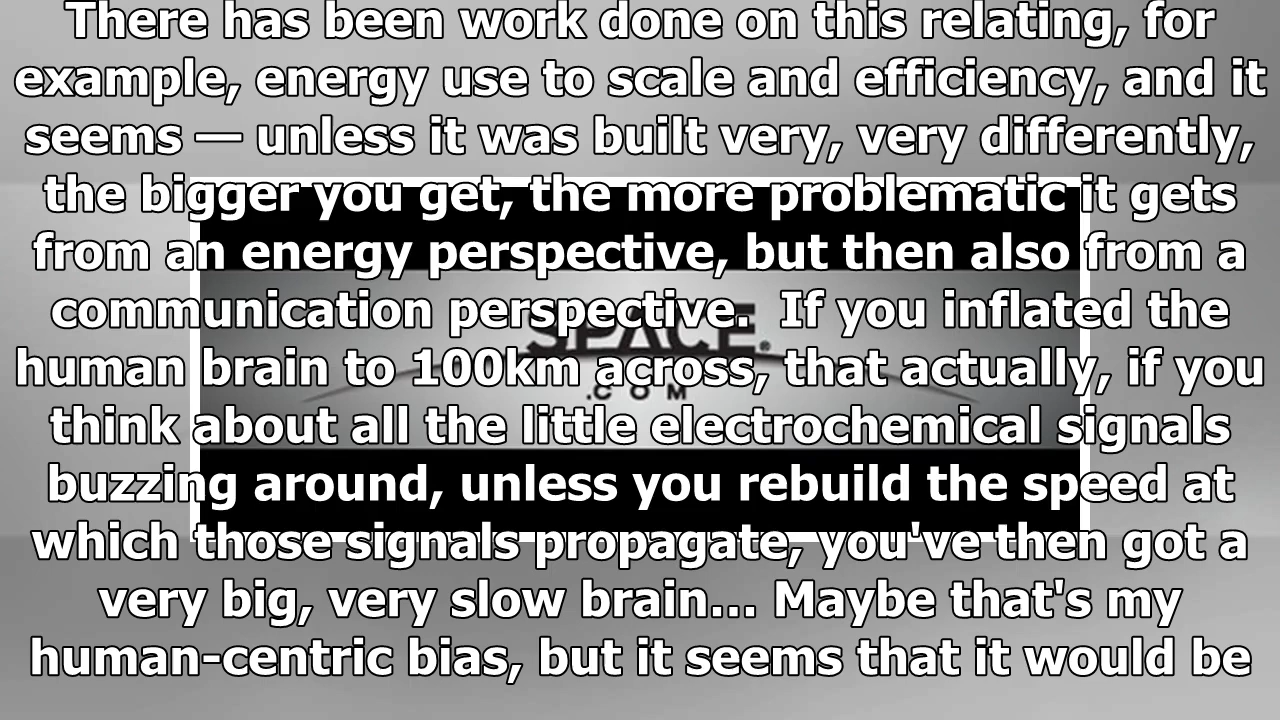 There has been work done on this relating, for
example, energy use to scale and efficiency, and it
seems — unless it was built very, very differently,
the bigger you get, the more problematic it gets
from an energy perspective, but then also from a
communication perspective.  If you inflated the
human brain to 100km across, that actually, if you
think about all the little electrochemical signals
buzzing around, unless you rebuild the speed at
which those signals propagate, you've then got a
very big, very slow brain... Maybe that's my
human-centric bias, but it seems that it would be
SPACE®
.COM